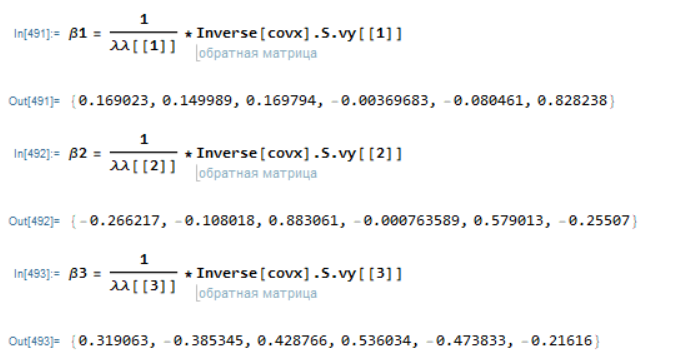 In[491]:= β1 = 1/λλ[[1]] * Inverse[covx].S.vy[[1]]
обратная матрица
Out[491]= {0.169023, 0.149989, 0.169794, -0.00369683, -0.080461, 0.828238}
In[492]:= β2 = 1/λλ[[2]] * Inverse[covx].S.vy[[2]]
обратная матрица
Out[492]= {-0.266217, -0.108018, 0.883061, -0.000763589, 0.579013, -0.25507}
In[493]:= β3 = 1/λλ[[3]] * Inverse[covx].S.vy[[3]]
обратная матрица
Out[493]= {0.319063, -0.385345, 0.428766, 0.536034, -0.473833, -0.21616}